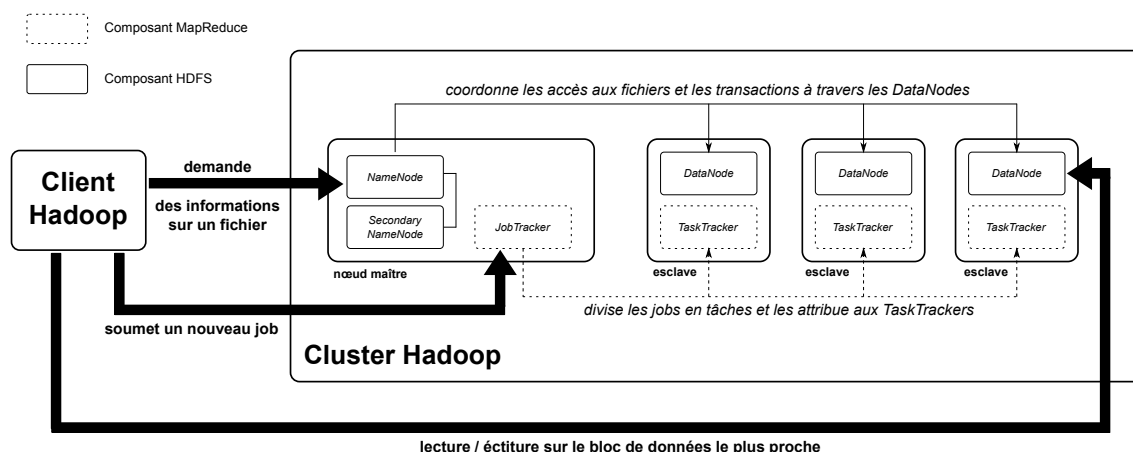 Composant MapReduce
Composant HDFS
coordonne les accès aux fichiers et les transactions à travers les DataNodes
Client
Hadoop
demande
des informations
sur un fichier
NameNode
Secondary
NameNode
JobTracker
nœud maître
DataNode
TaskTracker
esclave
DataNode
TaskTracker
esclave
DataNode
TaskTracker
esclave
soumet un nouveau job
divise les jobs en tâches et les attribue aux TaskTrackers
Cluster Hadoop
lecture / éctiture sur le bloc de données le plus proche